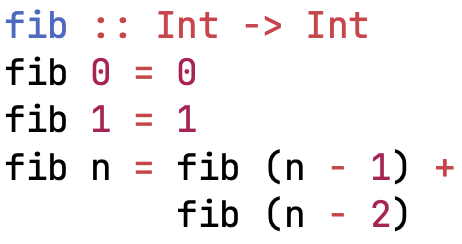 fib :: Int -> Int
fib 0 = 0
fib 1 = 1
fib n = fib (n - 1) +
        fib (n - 2)